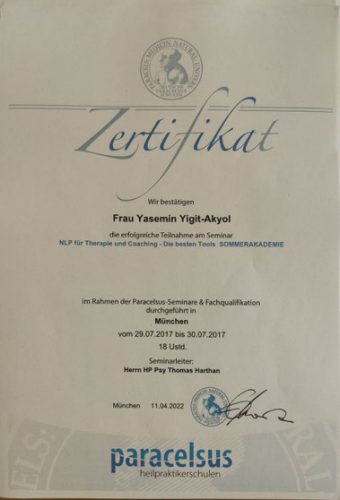 Zertifikat
Wir bestätigen
Frau Yasemin Yigit-Akyol
die erfolgreiche Teilnahme am Seminar
NLP für Therapie und Coaching - Die besten Tools SOMMERAKADEMIE
im Rahmen der Paracelsus-Seminare & Fachqualifikation
durchgeführt in
München
vom 29.07.2017 bis 30.07.2017
18 Ustd.
Seminarleiter:
Herrn HP Psy Thomas Harthan
München 11.04.2022
paracelsus
heilpraktikerschulen